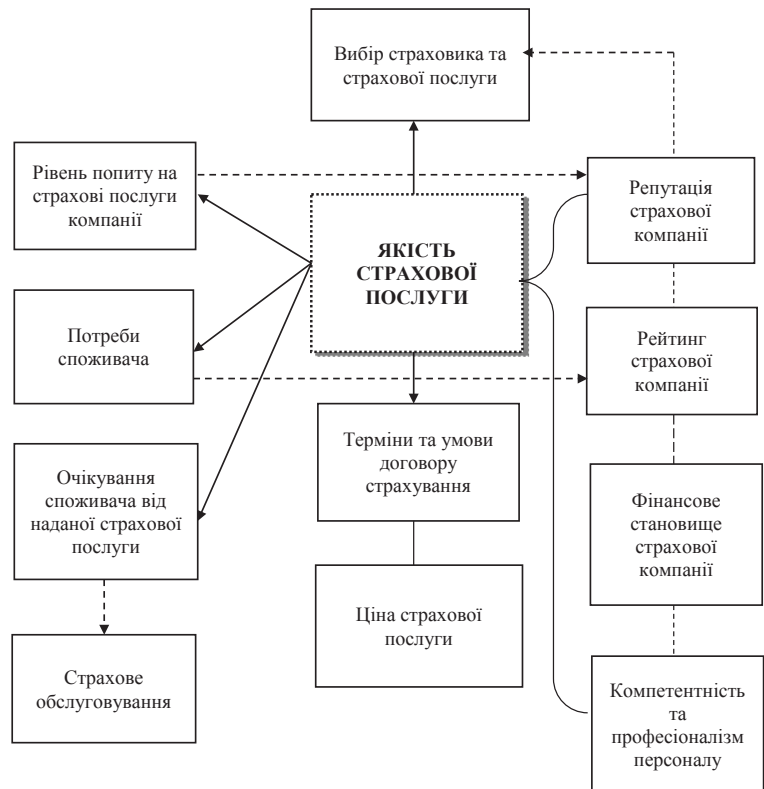 Вибір страховика та
страхової послуги
Рівень попиту на
страхові послуги
компанії
Репутація
страхової
компанії
ЯКІСТЬ
СТРАХОВОЇ
ПОСЛУГИ
Потреби
споживача
Рейтинг
страхової
компанії
Терміни та умови
договору
страхування
Очікування
споживача від
наданої страхової
послуги
Фінансове
становище
страхової
компанії
Ціна страхової
послуги
Страхове
обслуговування
Компетентність
та
професіоналізм
персоналу